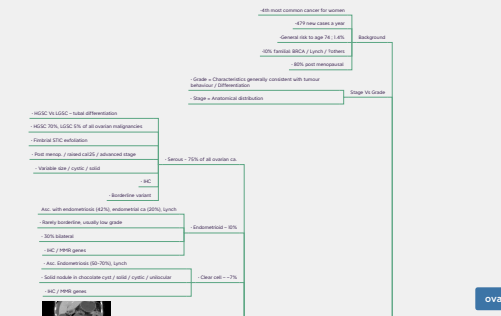 -4th most common cancer for women
-479 new cases a year
-General risk to age 74 ; 1.4%
-10% familial: BRCA / Lynch / ?others
- 80% post menopausal
Background
- Grade = Characteristics generally consistent with tumour
behaviour / Differentiation
- Stage = Anatomical distribution
Stage Vs Grade
- HGSC Vs LGSC – tubal differentiation
- HGSC 70%, LGSC 5% of all ovarian malignancies
- Fimbrial STIC exfoliation
- Post menop. / raised ca125 / advanced stage
- Variable size / cystic / solid
- IHC
- Borderline variant
- Serous – 75% of all ovarian ca
Asc. with endometriosis (42%), endometrial ca (20%), Lynch
- Rarely borderline, usually low grade
- 30% bilateral
- IHC / MMR genes
- Endometrioid – 10%
- Asc. Endometriosis (50-70%), Lynch
- Solid nodule in chocolate cyst / solid / cystic / unilocular
- IHC / MMR genes
- Clear cell – ~7%
ova